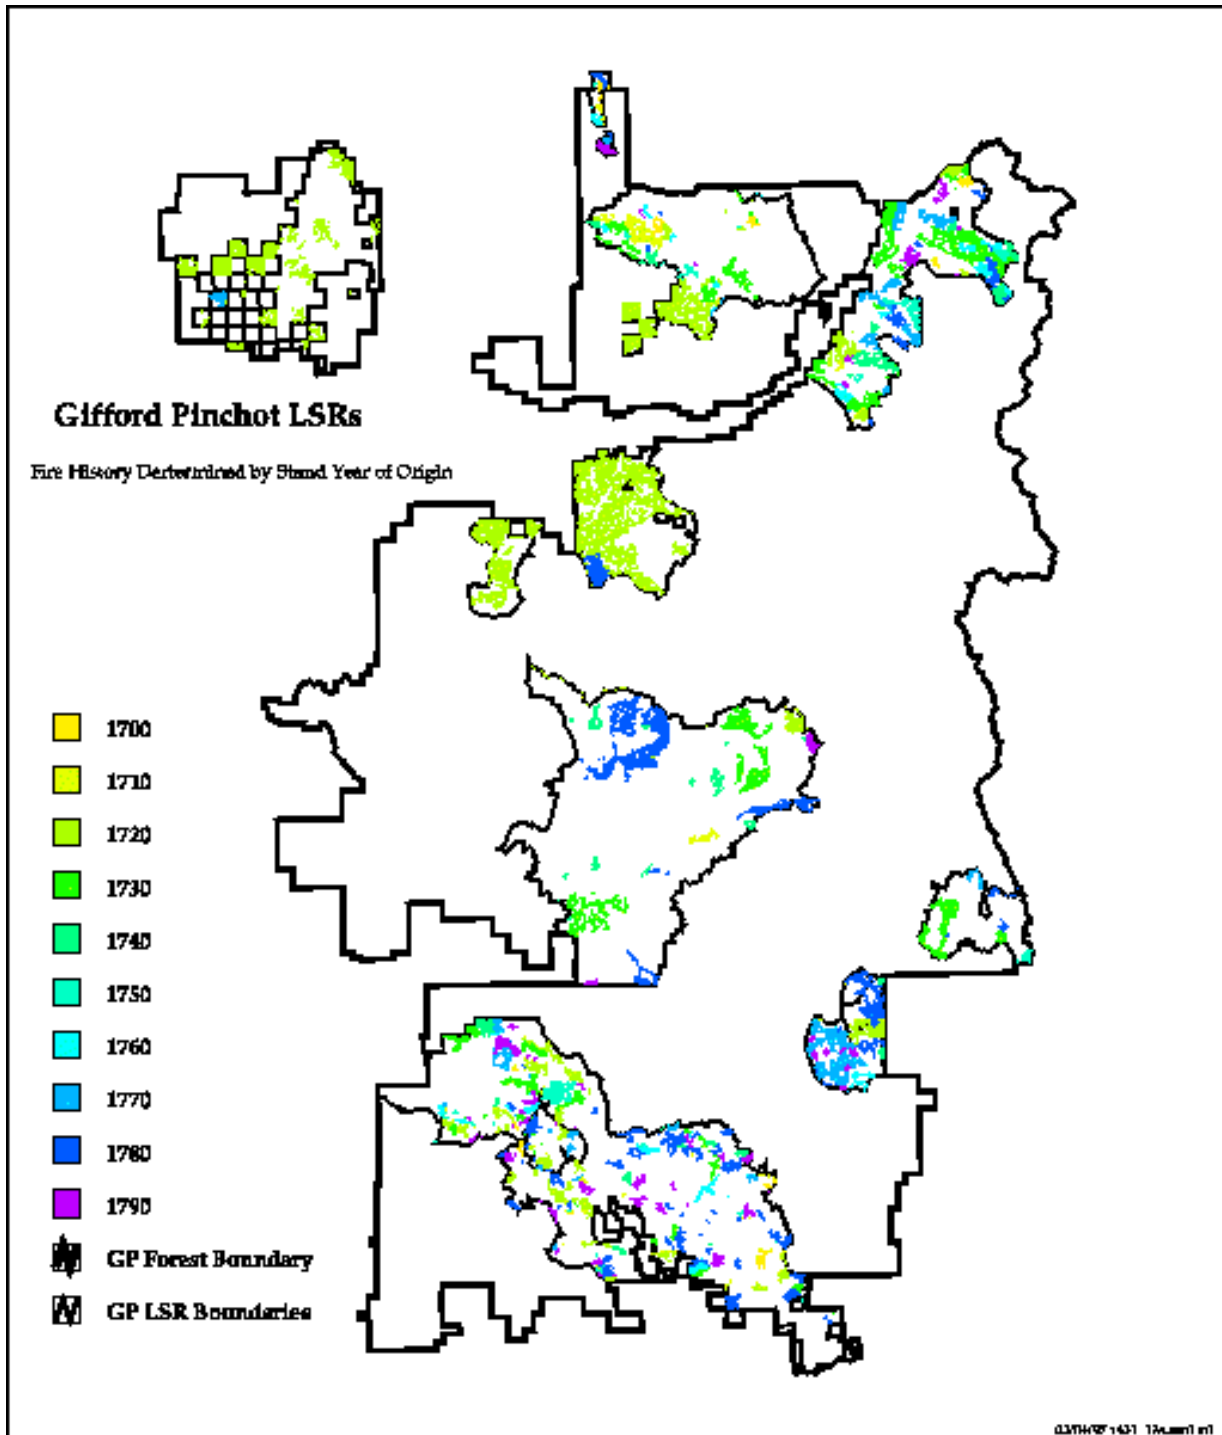 Gifford Pinchot LSRs
Fire History Dertermined by Stand Year of Origin
1700
1710
1720
1730
1740
1750
1760
1770
1780
1790
GP Forest Boundary
GP LSR Boundaries